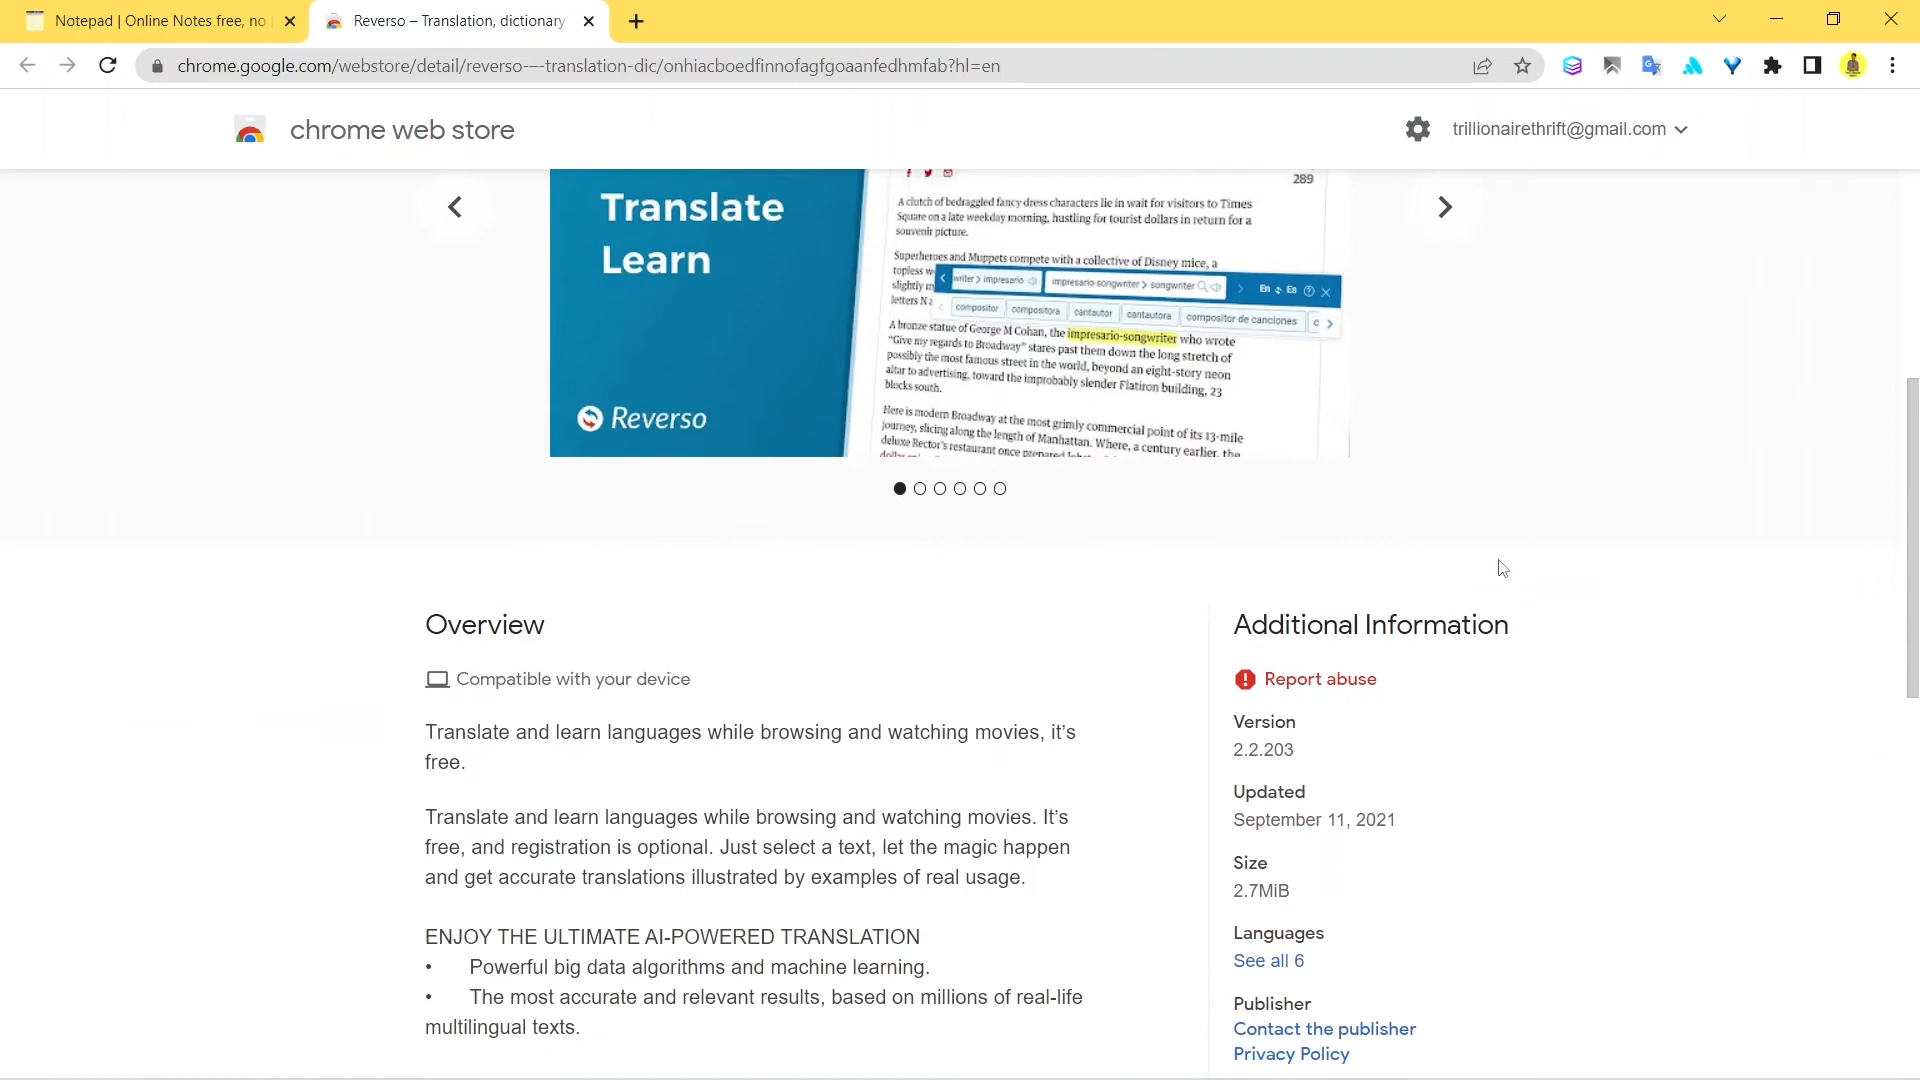 Notepad | Online Notes free, no
Reverso – Translation, dictionary
chrome.google.com/webstore/detail/reverso-–-translation-dic/onhiacboedfinnofagfgoaanfedhmfab?hl=en
chrome web store
trillionairethrift@gmail.com
Translate
Learn
Reverso
289
A clutch of bedraggled fancy dress characters lie in wait for visitors to Times
Square on a late weekday morning, hustling for tourist dollars in return for a
souvenir picture.
Superheroes and Muppets compete with a collective of Disney mice, a
topless w
slightly m
letters N a
writer > impresario
impresario-songwriter > songwriter
En Es
compositor compositora cantautor cantautora compositor de canciones c
A bronze statue of George M Cohan, the impresario-songwriter who wrote
“Give my regards to Broadway” stares past them down the long stretch of
possibly the most famous street in the world, beyond an eight-story neon
altar to advertising, toward the improbably slender Flatiron building, 23
blocks south.
Here is modern Broadway at the most grimly commercial point of its 13-mile
journey, slicing along the length of Manhattan. Where, a century earlier, the
deluxe Rector's restaurant once prepared
Overview
Compatible with your device
Translate and learn languages while browsing and watching movies, it’s
free.
Translate and learn languages while browsing and watching movies. It’s
free, and registration is optional. Just select a text, let the magic happen
and get accurate translations illustrated by examples of real usage.
ENJOY THE ULTIMATE AI-POWERED TRANSLATION
• Powerful big data algorithms and machine learning.
• The most accurate and relevant results, based on millions of real-life
multilingual texts.
Additional Information
Report abuse
Version
2.2.203
Updated
September 11, 2021
Size
2.7MiB
Languages
See all 6
Publisher
Contact the publisher
Privacy Policy